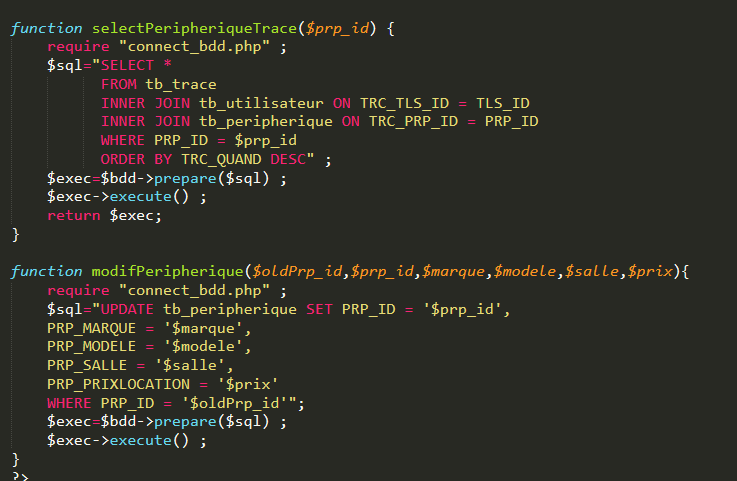 function selectPeripheriqueTrace($prp_id) {
require "connect_bdd.php" ;
$sql="SELECT *
FROM tb_trace
INNER JOIN tb_utilisateur ON TRC_TLS_ID = TLS_ID
INNER JOIN tb_peripherique ON TRC_PRP_ID = PRP_ID
WHERE PRP_ID = $prp_id
ORDER BY TRC_QUAND DESC" ;
$exec=$bdd->prepare($sql) ;
$exec->execute() ;
return $exec;
}
function modifPeripherique($oldPrp_id,$prp_id,$marque,$modele,$salle,$prix){
require "connect_bdd.php" ;
$sql="UPDATE tb_peripherique SET PRP_ID = '$prp_id',
PRP_MARQUE = '$marque',
PRP_MODELE = '$modele',
PRP_SALLE = '$salle',
PRP_PRIXLOCATION = '$prix'
WHERE PRP_ID = '$oldPrp_id'";
$exec=$bdd->prepare($sql) ;
$exec->execute() ;
}
?>